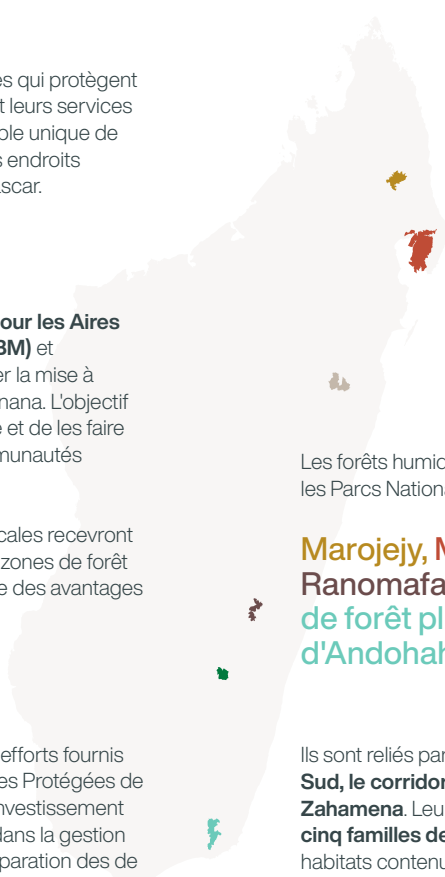 es qui protègent
t leurs services
ble unique de
s endroits
ascar.
our les Aires
BM) et
er la mise à
nana. L'objectif
e et de les faire
munautés
cales recevront
zones de forêt
e des avantages
efforts fournis
es Protégées de
nvestissement
dans la gestion
paration des de
Les forêts humid
les Parcs Nationa
Marojejy, M
Ranomafa
de forêt pl
d'Andohah
Ils sont reliés par
Sud, le corridor
Zahamena. Leu
cinq familles de
habitats contenu